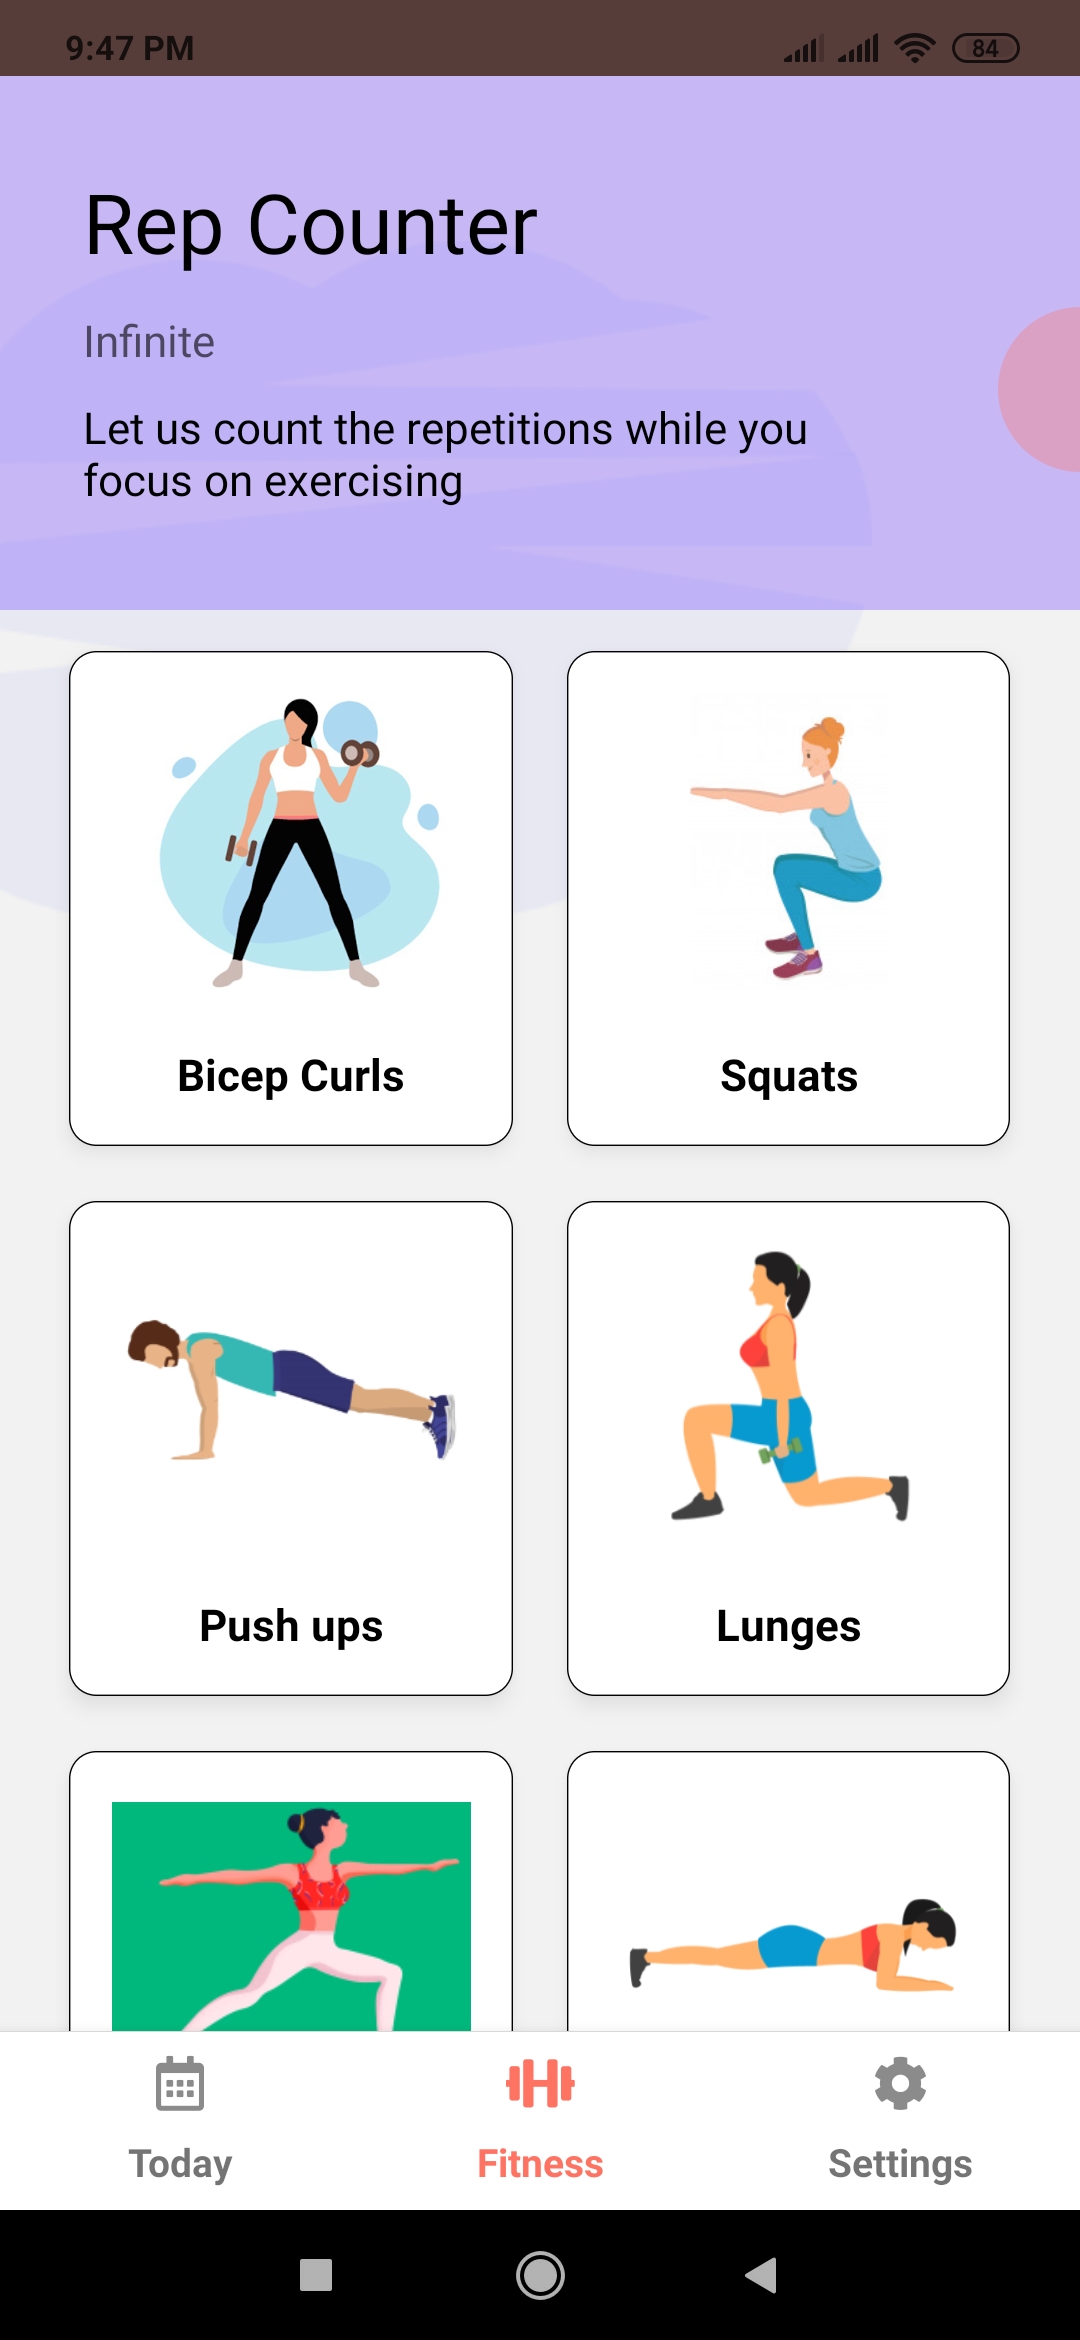 9:47 PM
84
Rep Counter
Infinite
Let us count the repetitions while you
focus on exercising
Bicep Curls
Squats
Push ups
Lunges
Today
Fitness
Settings